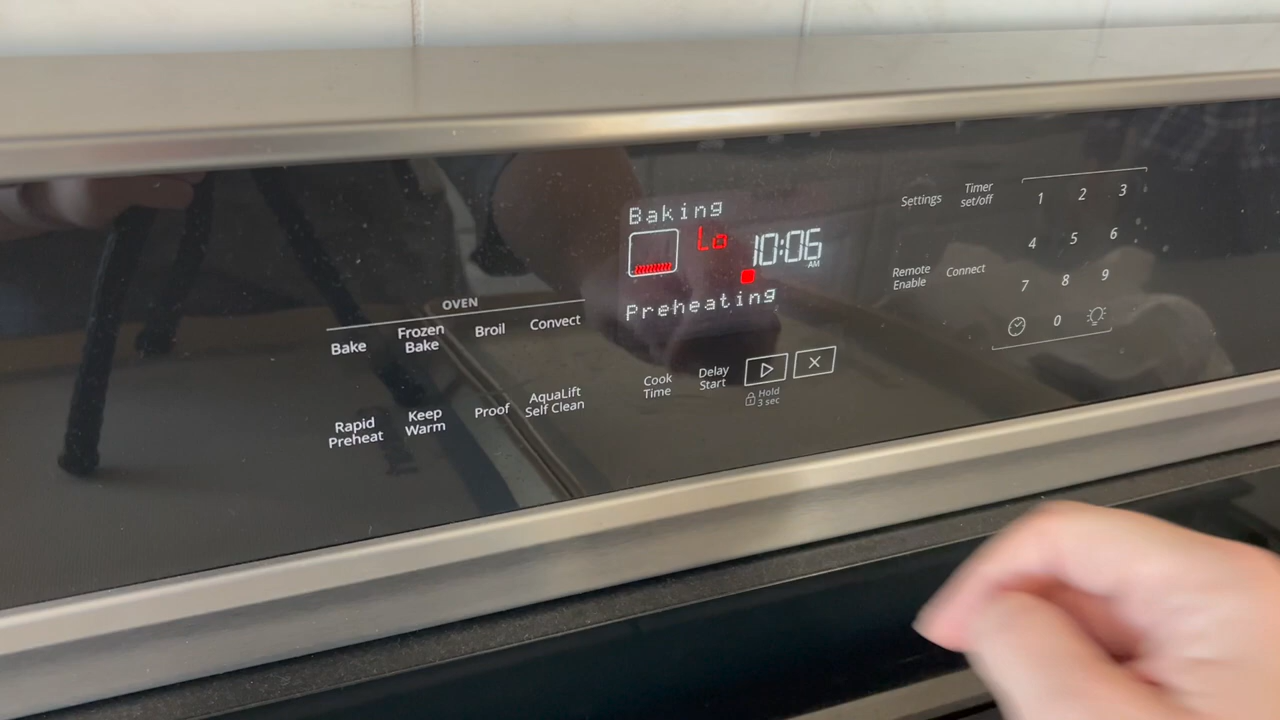 Baking
Lo 10:06 AM
Preheating
OVEN
Bake Frozen Bake Broil Convect
Rapid Preheat Keep Warm Proof AquaLift Self Clean
Cook Time Delay Start
Hold 3 sec
Settings Timer set/off
Remote Enable Connect
1 2 3
4 5 6
7 8 9
0